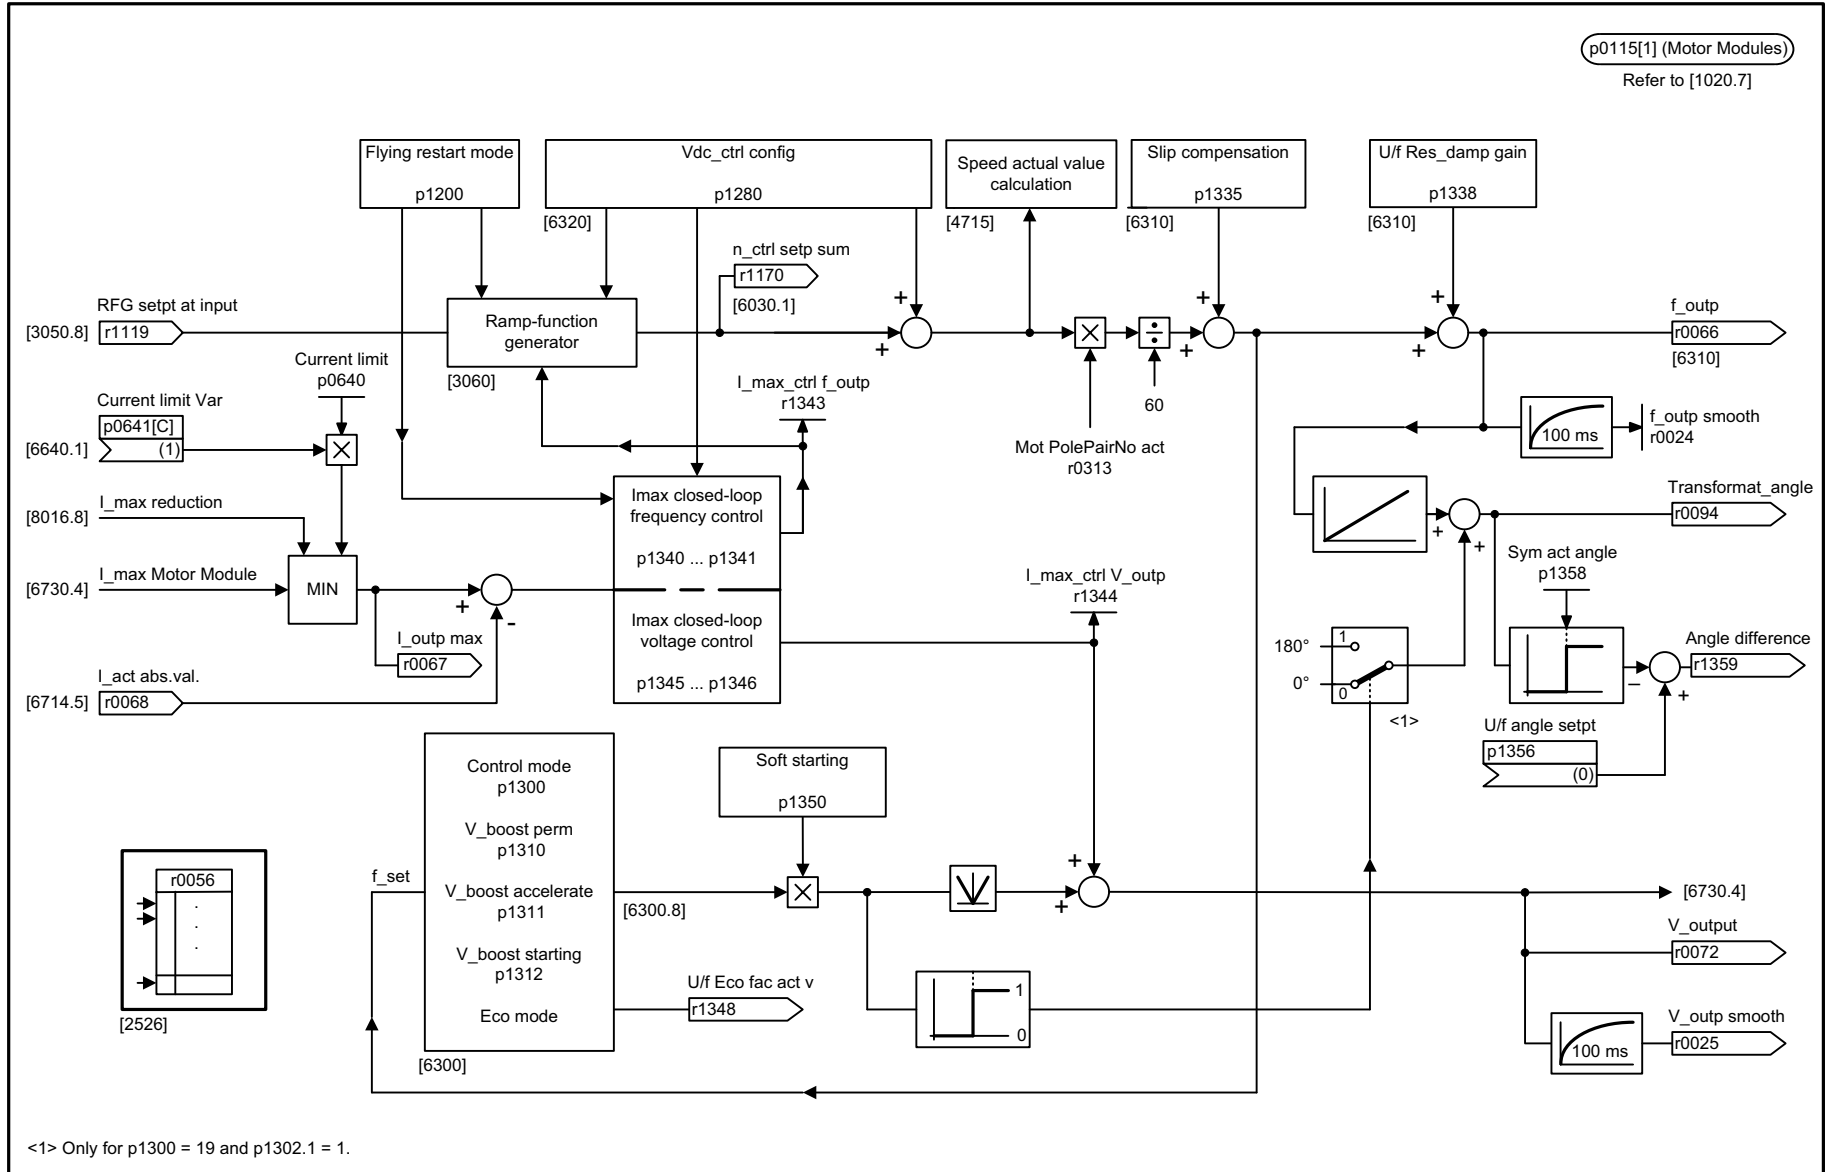 p0115[1] (Motor Modules)
Refer to [1020.7]
Flying restart mode
p1200
Vdc_ctrl config
p1280
[6320]
Speed actual value
calculation
[4715]
Slip compensation
p1335
[6310]
U/f Res_damp gain
p1338
[6310]
n_ctrl setp sum
r1170
[6030.1]
RFG setpt at input
[3050.8]
r1119
Ramp-function
generator
[3060]
+
+
+
+
+
+
f_outp
r0066
[6310]
60
Mot PolePairNo act
r0313
Current limit
p0640
Current limit Var
p0641[C]
(1)
[6640.1]
I_max_ctrl f_outp
r1343
100 ms
f_outp smooth
r0024
I_max reduction
[8016.8]
I_max Motor Module
[6730.4]
MIN
+
-
I_outp max
r0067
I_act abs.val.
[6714.5]
r0068
Imax closed-loop
frequency control
p1340 ... p1341
Imax closed-loop
voltage control
p1345 ... p1346
I_max_ctrl V_outp
r1344
Transformat_angle
r0094
+
+
Sym act angle
p1358
180°
1
0°
0
<1>
Angle difference
r1359
–
+
U/f angle setpt
p1356
(0)
Control mode
p1300
V_boost perm
p1310
V_boost accelerate
p1311
V_boost starting
p1312
Eco mode
[6300]
f_set
[6300.8]
Soft starting
p1350
+
+
[6730.4]
V_output
r0072
U/f Eco fac act v
r1348
1
0
100 ms
V_outp smooth
r0025
r0056
.
.
.
[2526]
<1> Only for p1300 = 19 and p1302.1 = 1.